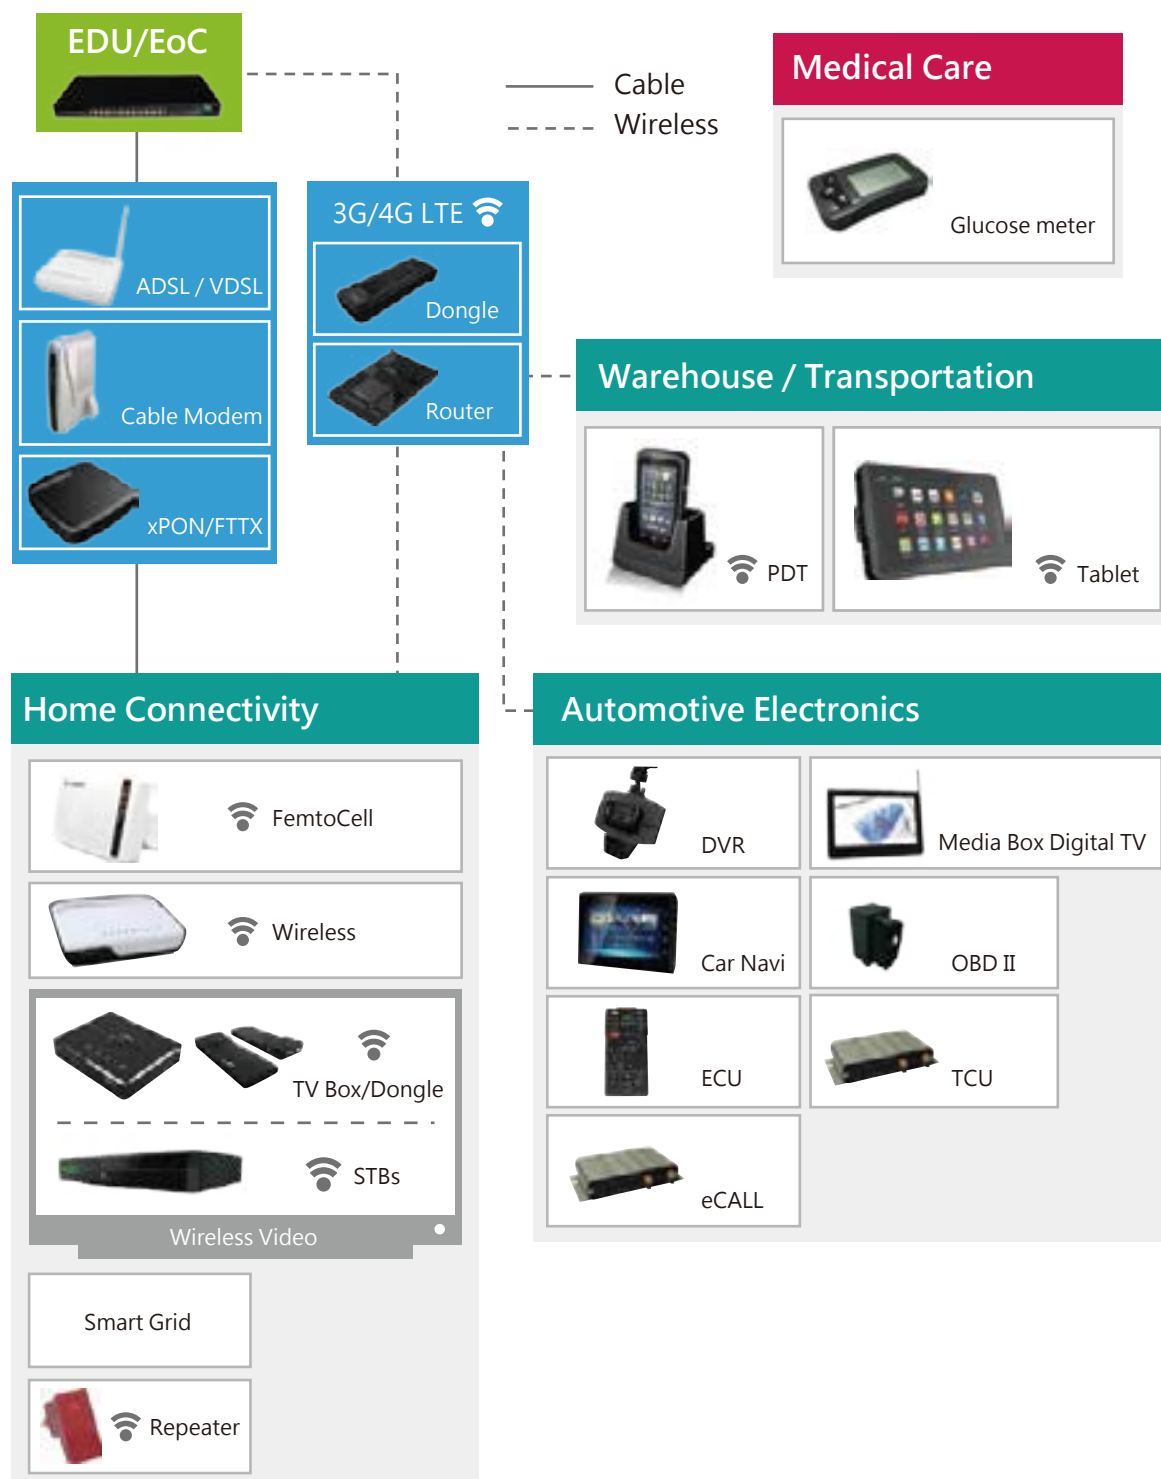 EDU/EoC
Cable
Wireless
Medical Care
Glucose meter
ADSL / VDSL
Cable Modem
xPON/FTTX
3G/4G LTE
Dongle
Router
Warehouse / Transportation
PDT
Tablet
Home Connectivity
FemtoCell
Wireless
TV Box/Dongle
STBs
Wireless Video
Smart Grid
Repeater
Automotive Electronics
DVR
Media Box Digital TV
Car Navi
OBD II
ECU
TCU
eCALL